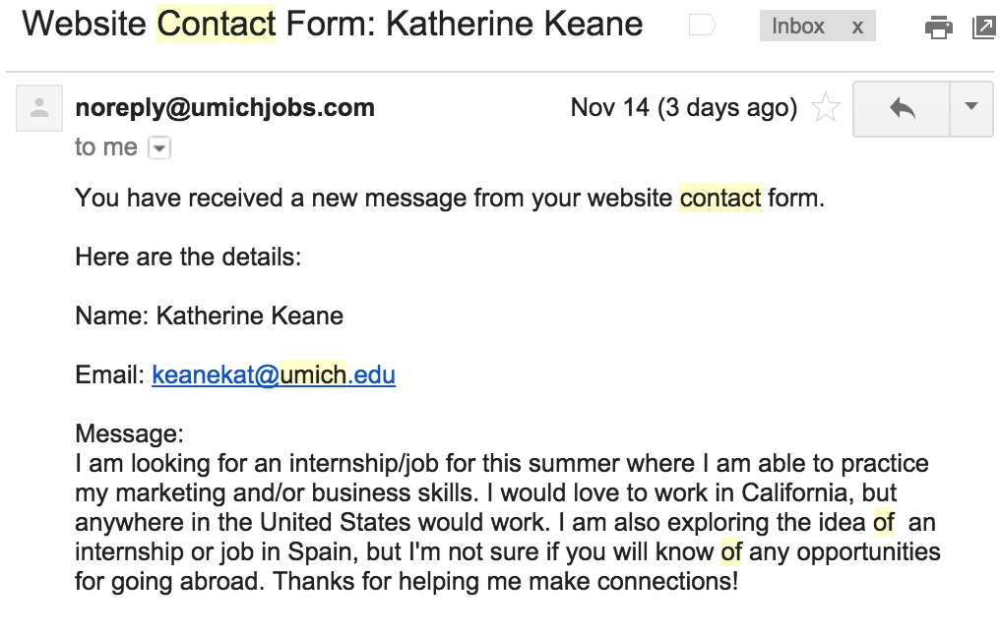 Website Contact Form: Katherine Keane
Inbox x
noreply@umichjobs.com
Nov 14 (3 days ago)
to me
You have received a new message from your website contact form.
Here are the details:
Name: Katherine Keane
Email: keanekat@umich.edu
Message:
I am looking for an internship/job for this summer where I am able to practice
my marketing and/or business skills. I would love to work in California, but
anywhere in the United States would work. I am also exploring the idea of  an
internship or job in Spain, but I'm not sure if you will know of any opportunities
for going abroad. Thanks for helping me make connections!